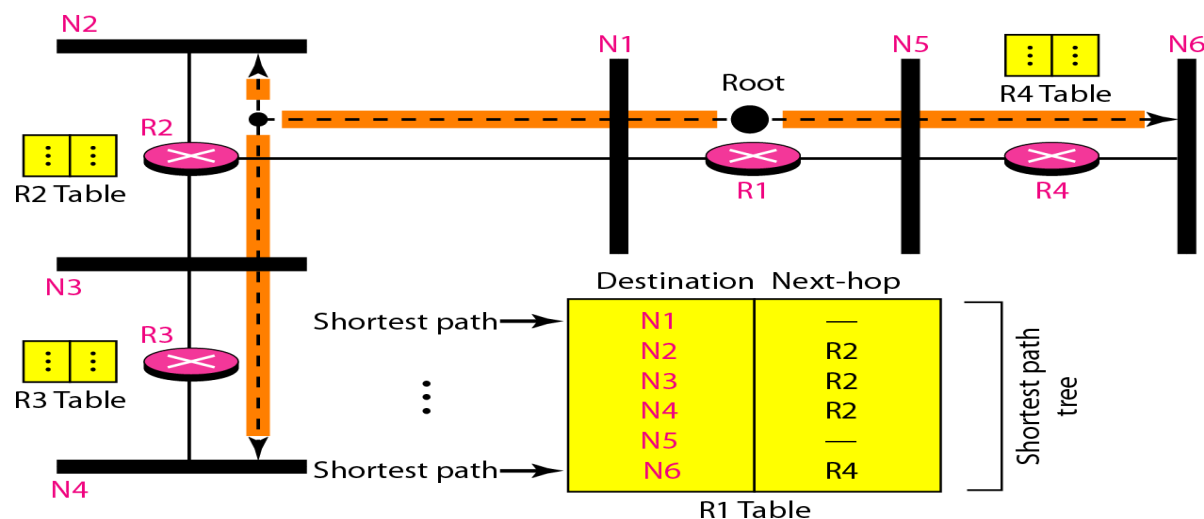 N2
N1
N5
N6
Root
R4 Table
R2
R2 Table
R1
R4
N3
Destination Next-hop
Shortest path
N1 —
N2 R2
N3 R2
N4 R2
N5 —
N6 R4
R3
R3 Table
Shortest path
N4
R1 Table
Shortest path
tree